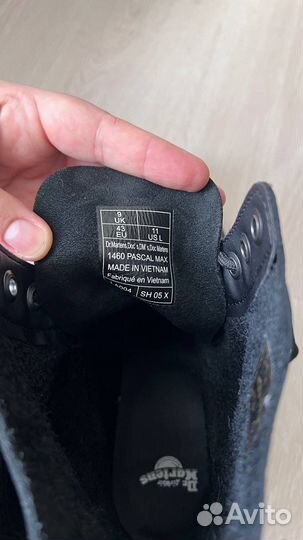 9 UK
43 EU
11 US L
Dr.Martens, Doc's, DM's, Doc Martens
1460 PASCAL MAX
MADE IN VIETNAM
Fabriqué en Vietnam
SH 05 X
Dr. Martens
Avito